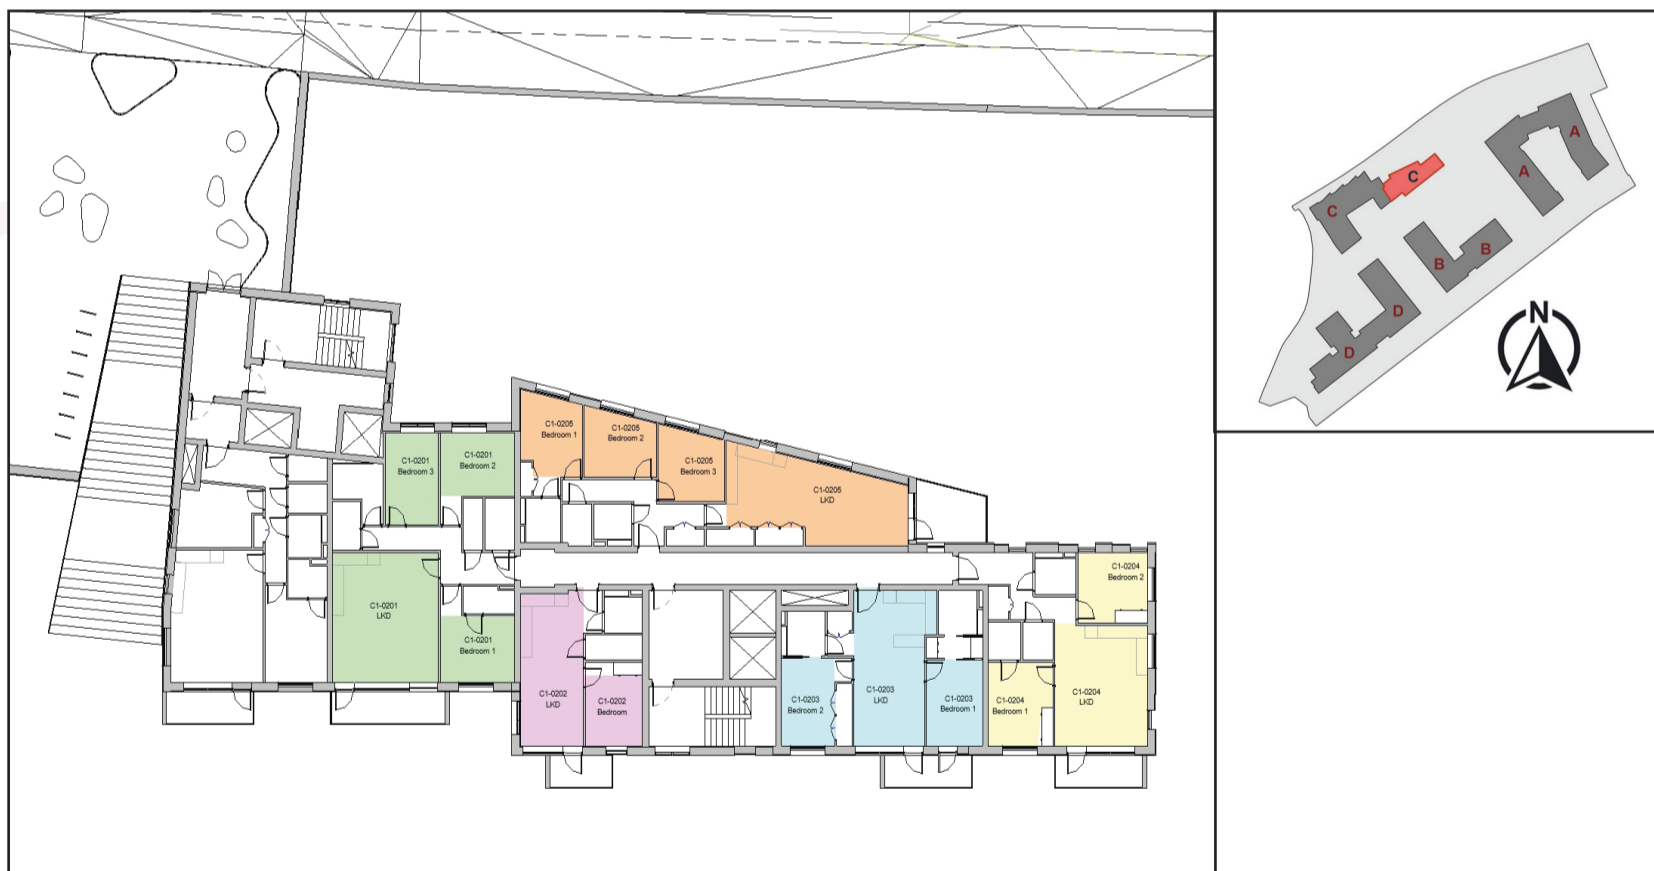 C1-0205
Bedroom 1
C1-0205
Bedroom 2
C1-0205
Bedroom 3
C1-0205
LKD
C1-0201
Bedroom 3
C1-0201
Bedroom 2
C1-0201
LKD
C1-0201
Bedroom 1
C1-0202
LKD
C1-0202
Bedroom
C1-0203
Bedroom 2
C1-0203
LKD
C1-0203
Bedroom 1
C1-0204
Bedroom 1
C1-0204
LKD
C1-0204
Bedroom 2
A
A
C
C
B
B
D
D
N